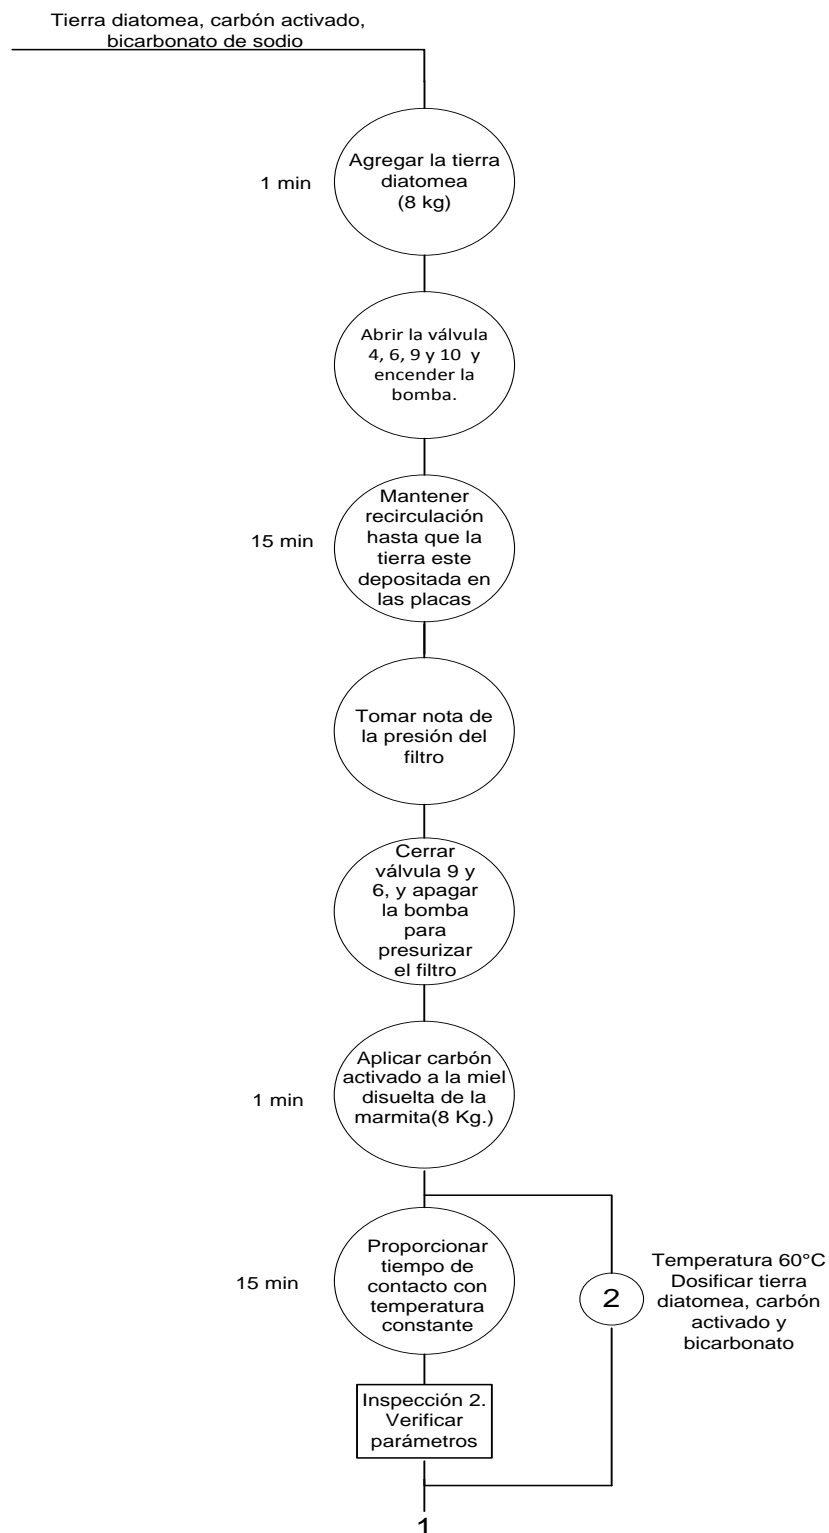 Tierra diatomea, carbón activado,
bicarbonato de sodio
1 min
Agregar la tierra
diatomea
(8 kg)
Abrir la válvula
4, 6, 9 y 10 y
encender la
bomba.
15 min
Mantener
recirculación
hasta que la
tierra este
depositada en
las placas
Tomar nota de
la presión del
filtro
Cerrar
válvula 9 y
6, y apagar
la bomba
para
presurizar
el filtro
1 min
Aplicar carbón
activado a la miel
disuelta de la
marmita(8 Kg.)
15 min
Proporcionar
tiempo de
contacto con
temperatura
constante
2
Temperatura 60°C
Dosificar tierra
diatomea, carbón
activado y
bicarbonato
Inspección 2.
Verificar
parámetros
1